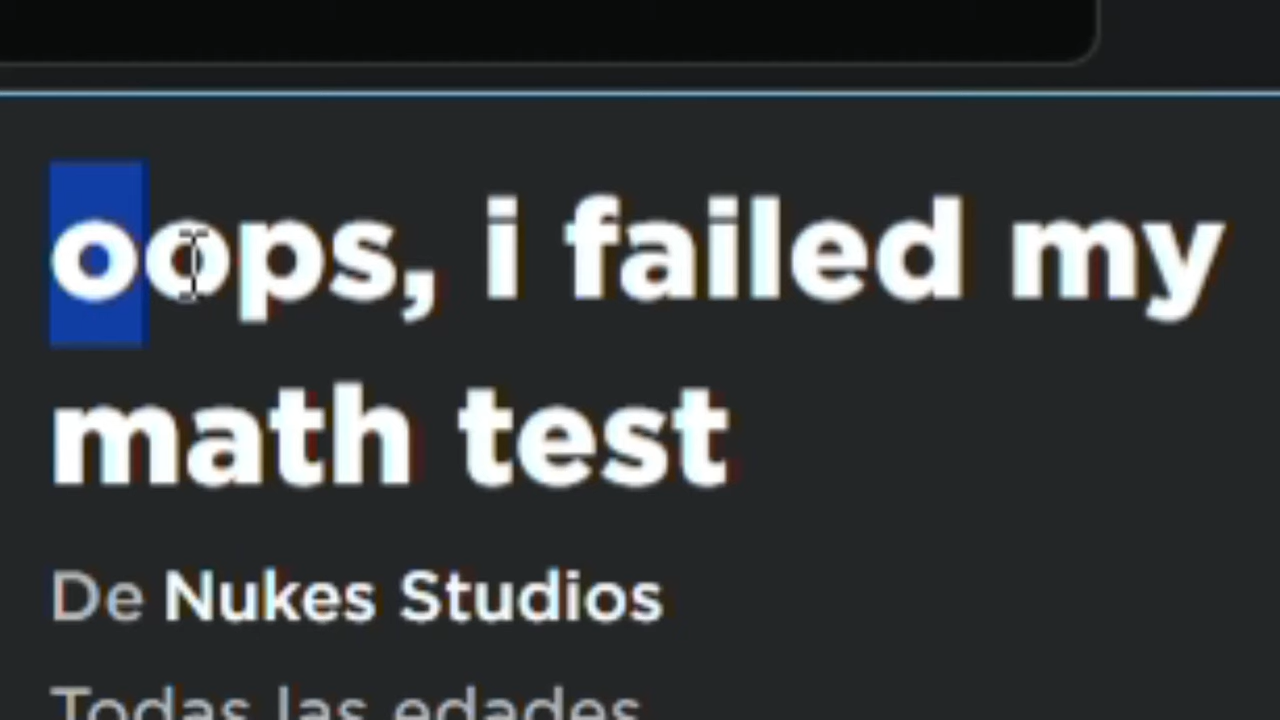 oops, i failed my
math test
De Nukes Studios
Todas las edades